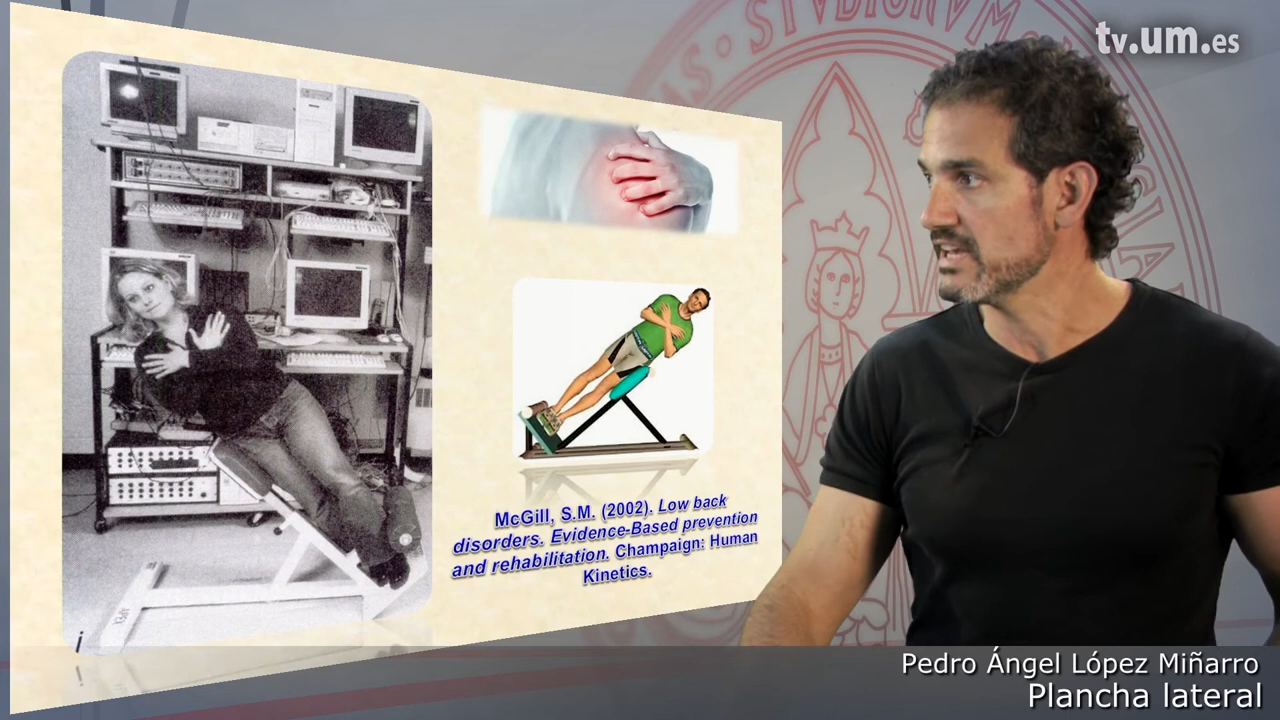 STVDIORVM
tv.um.es
McGill, S.M. (2002). Low back
disorders. Evidence-Based prevention
and rehabilitation. Champaign: Human
Kinetics.
i
Pedro Ángel López Miñarro
Plancha lateral